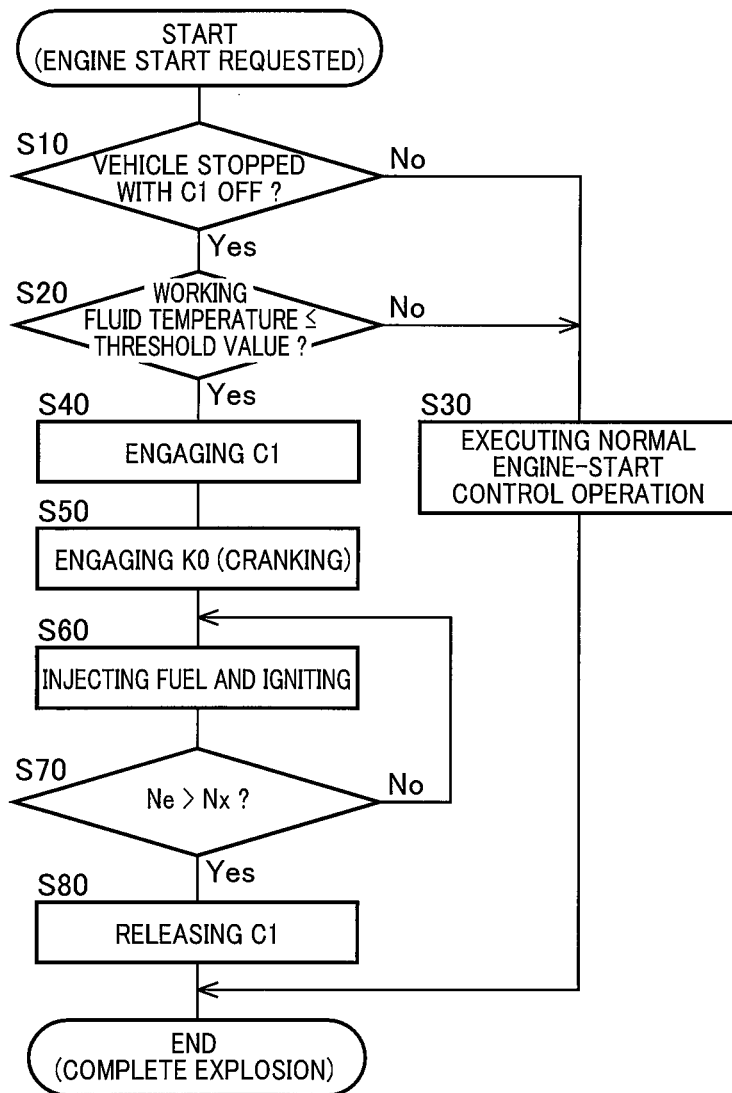 START
(ENGINE START REQUESTED)
S10
VEHICLE STOPPED
WITH C1 OFF ?
No
Yes
S20
WORKING
FLUID TEMPERATURE ≤
THRESHOLD VALUE ?
No
Yes
S40
ENGAGING C1
S30
EXECUTING NORMAL
ENGINE-START
CONTROL OPERATION
S50
ENGAGING K0 (CRANKING)
S60
INJECTING FUEL AND IGNITING
S70
Ne > Nx ?
No
Yes
S80
RELEASING C1
END
(COMPLETE EXPLOSION)